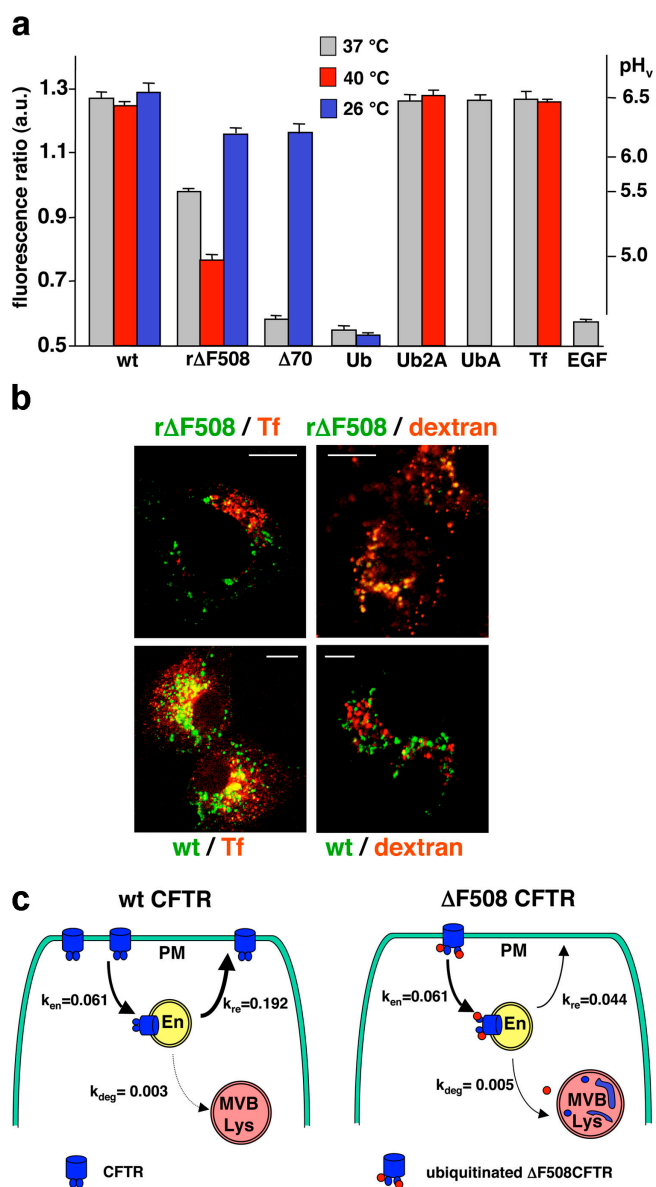 a
37 °C
40 °C
26 °C
fluorescence ratio (a.u.)
1.3
1.1
0.9
0.7
0.5
pHv
6.5
6.0
5.5
5.0
wt
rΔF508
Δ70
Ub
Ub2A
UbA
Tf
EGF
b
rΔF508 / Tf
rΔF508 / dextran
wt / Tf
wt / dextran
c
wt CFTR
PM
ken=0.061
En
kre=0.192
kdeg= 0.003
MVB
Lys
CFTR
ΔF508 CFTR
PM
ken=0.061
En
kre=0.044
kdeg= 0.005
MVB
Lys
ubiquitinated ΔF508CFTR